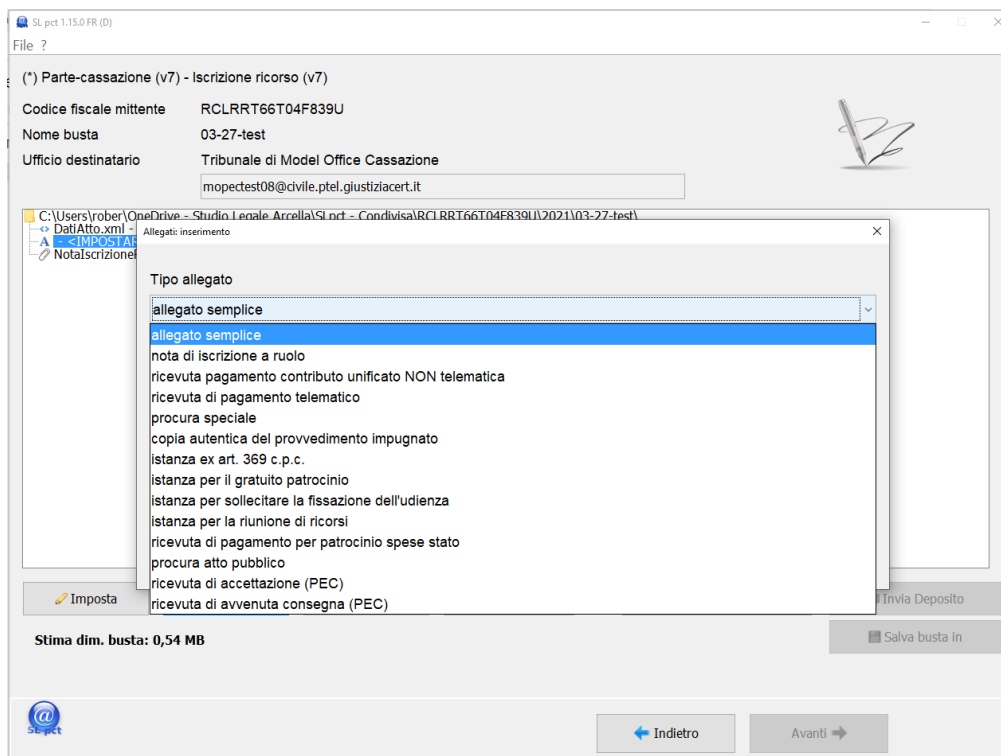 SL pct 1.15.0 FR (D)
File ?
(*) Parte-cassazione (v7) - Iscrizione ricorso (v7)
Codice fiscale mittente RCLRRT66T04F839U
Nome busta 03-27-test
Ufficio destinatario Tribunale di Model Office Cassazione
mopectest08@civile.ptel.giustiziacert.it
C:\Users\rober\OneDrive - Studio Legale Arcella\SLpct - Condivisa\RCLRRT66T04F839U\2021\03-27-test\
DatiAtto.xml -
A - <IMPOSTAR
NotaIscrizione
Allegati: inserimento
Tipo allegato
allegato semplice
allegato semplice
nota di iscrizione a ruolo
ricevuta pagamento contributo unificato NON telematica
ricevuta di pagamento telematico
procura speciale
copia autentica del provvedimento impugnato
istanza ex art. 369 c.p.c.
istanza per il gratuito patrocinio
istanza per sollecitare la fissazione dell'udienza
istanza per la riunione di ricorsi
ricevuta di pagamento per patrocinio spese stato
procura atto pubblico
ricevuta di accettazione (PEC)
ricevuta di avvenuta consegna (PEC)
Imposta Invia Deposito
Stima dim. busta: 0,54 MB Salva busta in
@
SL pct
Indietro Avanti